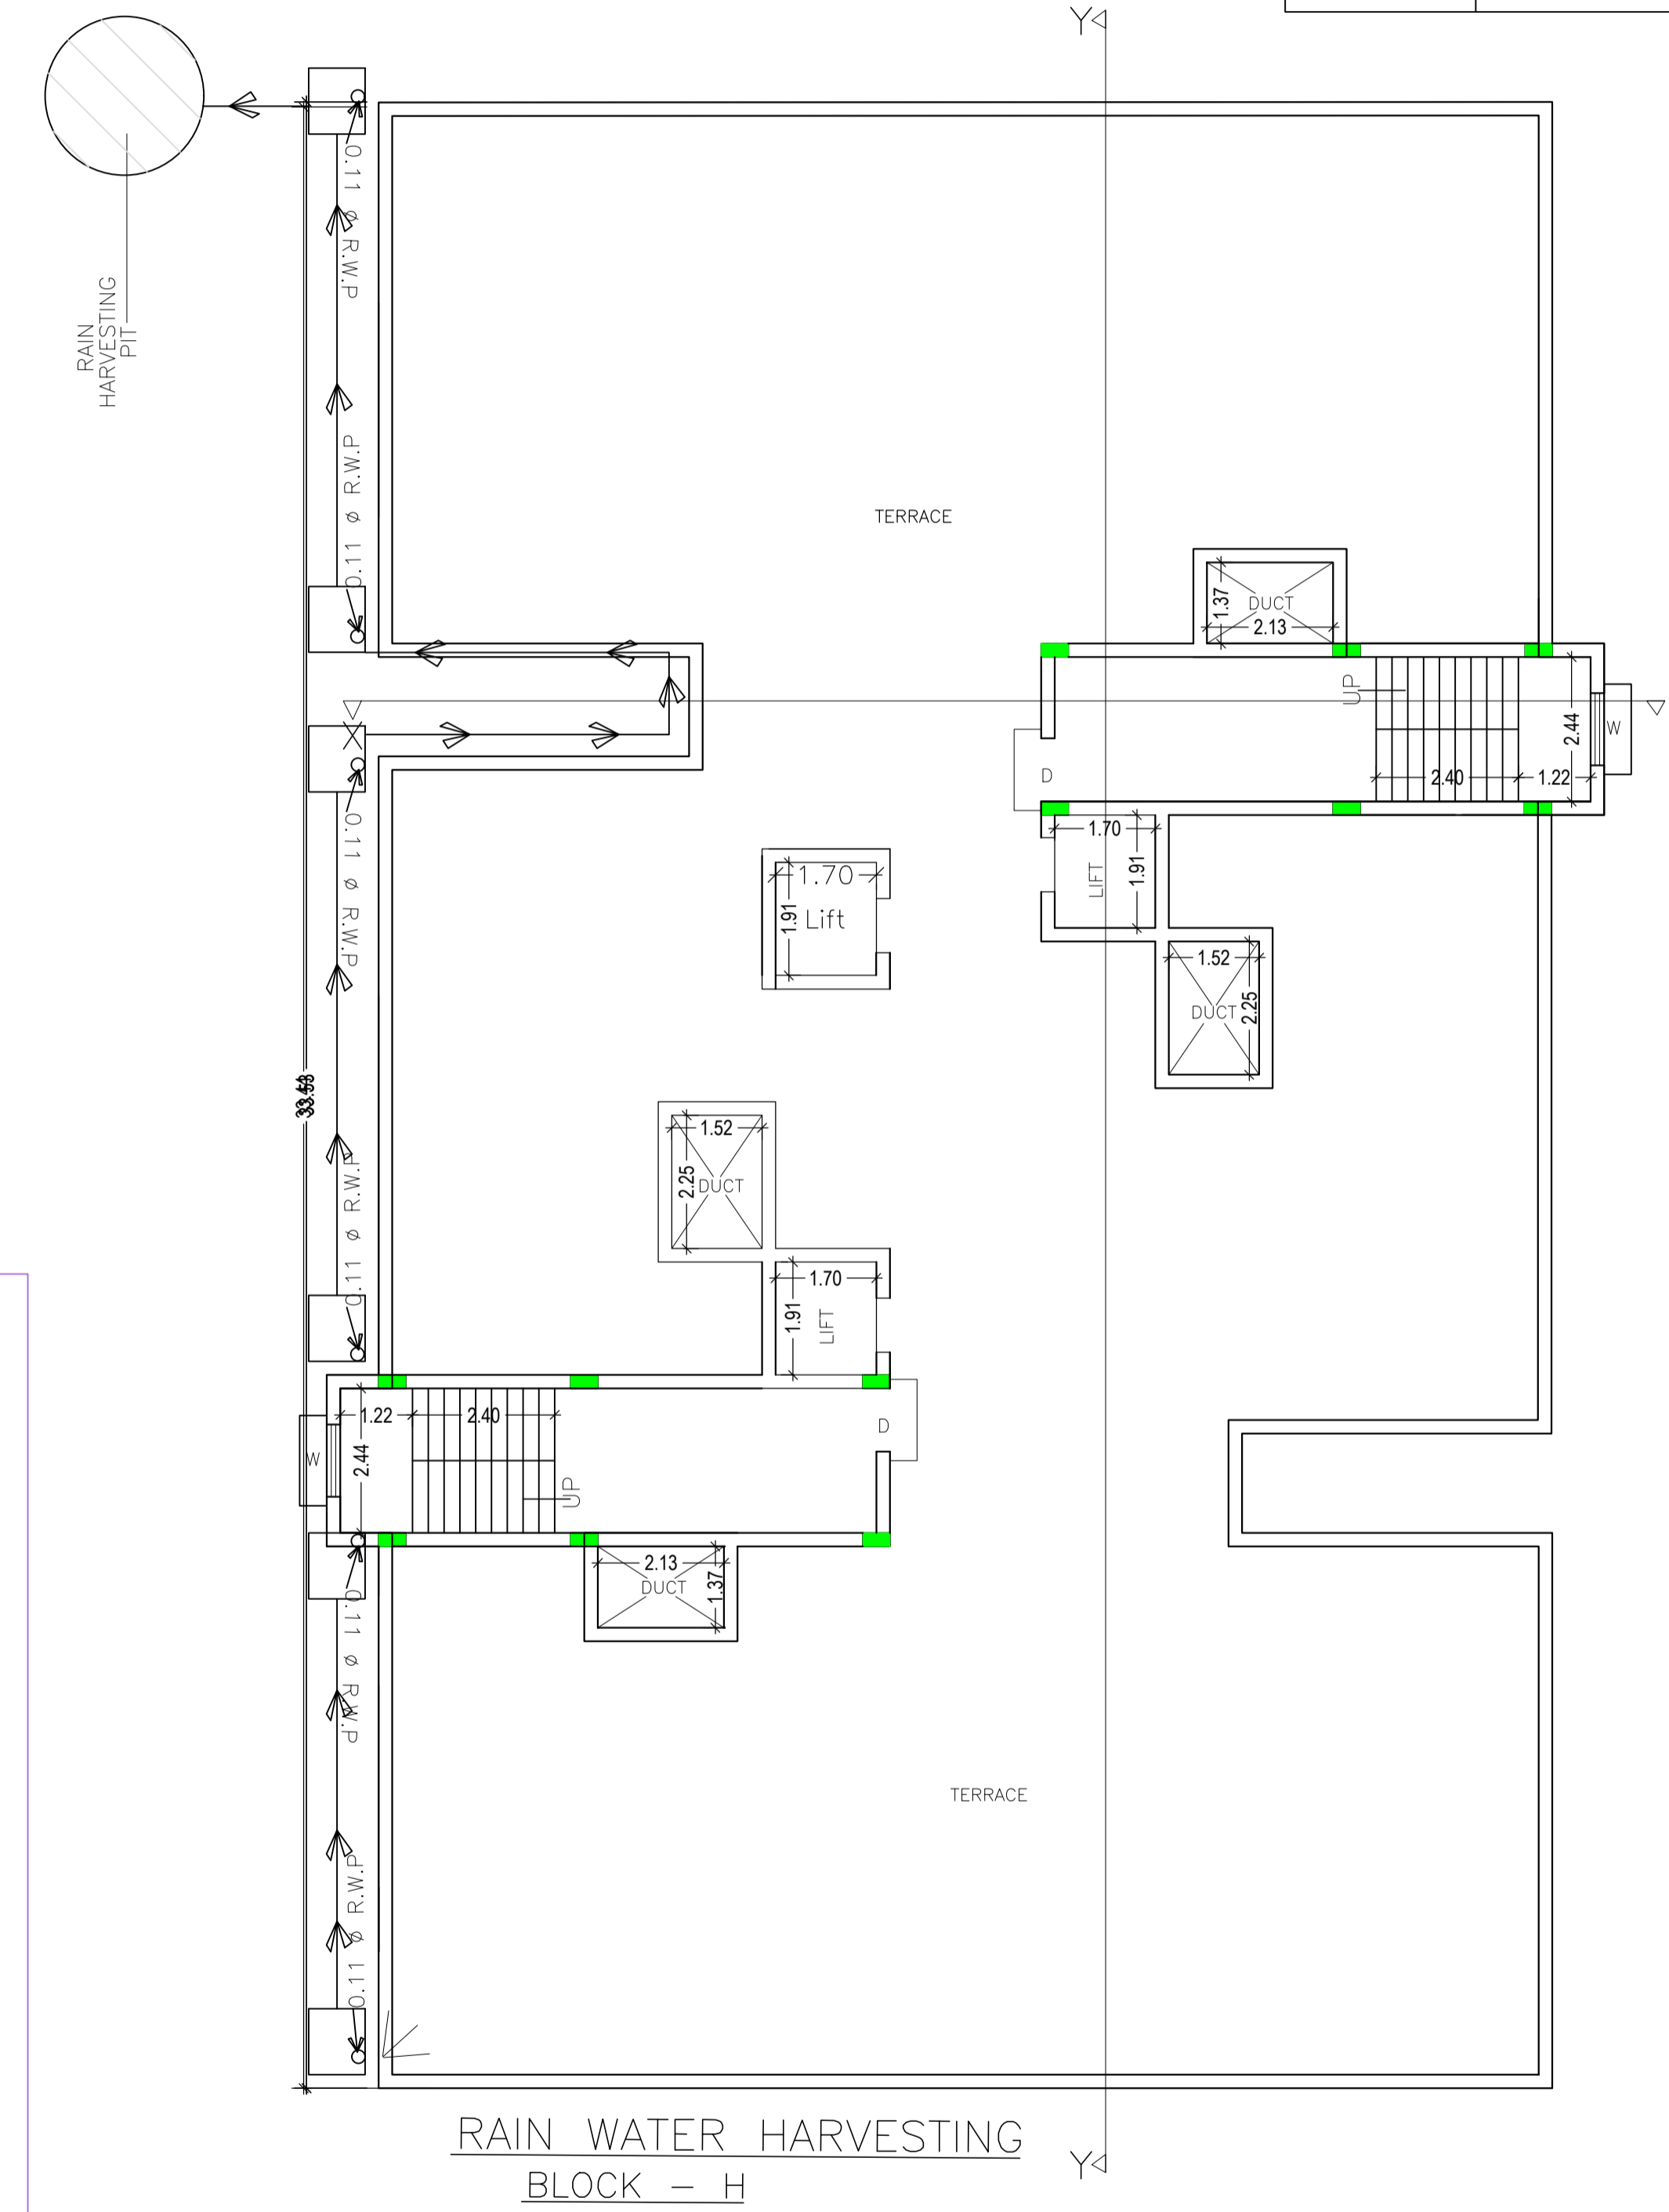 Y
0.11 ø R.W.P
RAIN
HARVESTING
PIT
0.11 ø R.W.P
TERRACE
1.37
DUCT
2.13
UP
2.44
W
X
D
2.40
1.22
1.70
1.91
LIFT
0.11 ø R.W.P
1.70
1.91
Lift
1.52
DUCT
2.25
33.53
1.52
2.25
DUCT
0.11 ø R.W.P
1.70
1.91
LIFT
1.22
2.40
D
W
2.44
UP
2.13
DUCT
1.37
0.11 ø R.W.P
TERRACE
0.11 ø R.W.P
RAIN WATER HARVESTING
Y
BLOCK - H